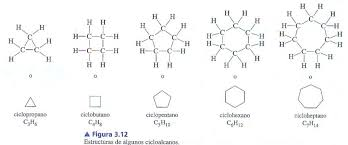 o o o o o
ciclopropano ciclobutano ciclopentano ciclohexano cicloheptano
C₃H₆ C₄H₈ C₅H₁₀ C₆H₁₂ C₇H₁₄
▲ Figura 3.12
Estructuras de algunos cicloalcanos.